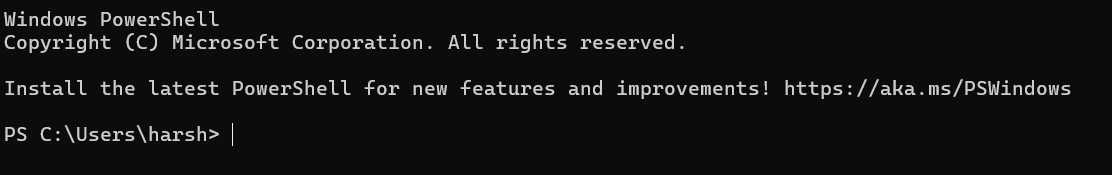 Windows PowerShell
Copyright (C) Microsoft Corporation. All rights reserved.
Install the latest PowerShell for new features and improvements! https://aka.ms/PSWindows
PS C:\Users\harsh>